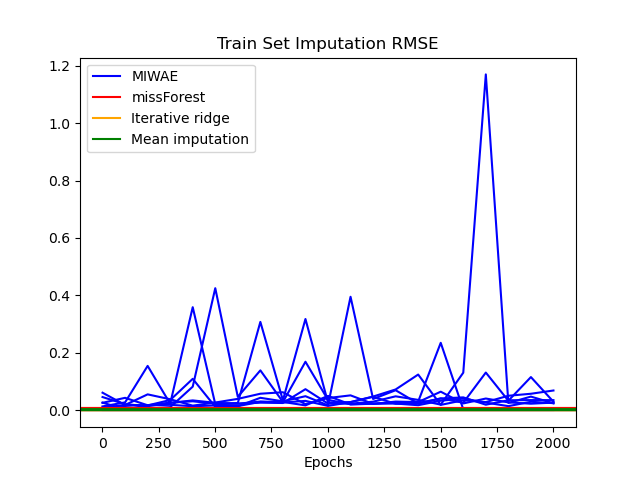 Train Set Imputation RMSE
MIWAE
missForest
Iterative ridge
Mean imputation
1.2
1.0
0.8
0.6
0.4
0.2
0.0
0 250 500 750 1000 1250 1500 1750 2000
Epochs